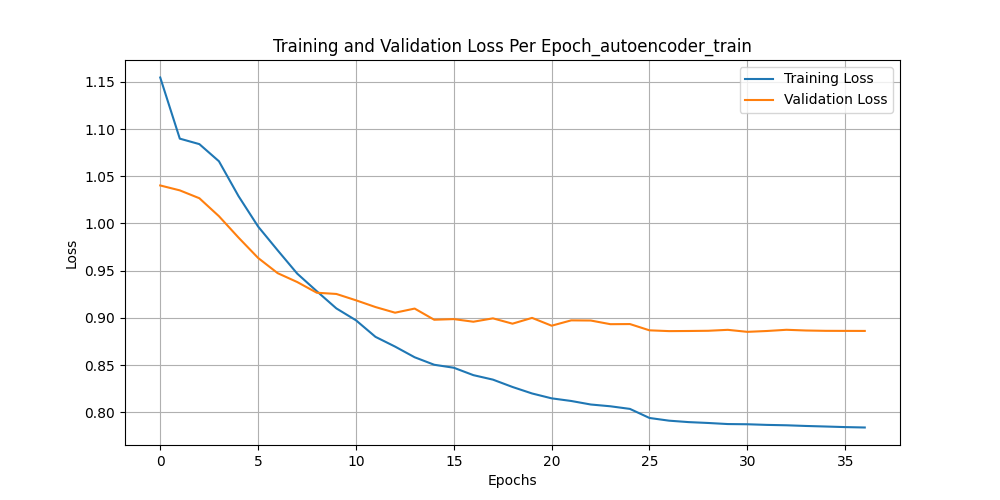 Training and Validation Loss Per Epoch_autoencoder_train
Training Loss
Validation Loss
1.15
1.10
1.05
1.00
0.95
0.90
0.85
0.80
Loss
0 5 10 15 20 25 30 35
Epochs